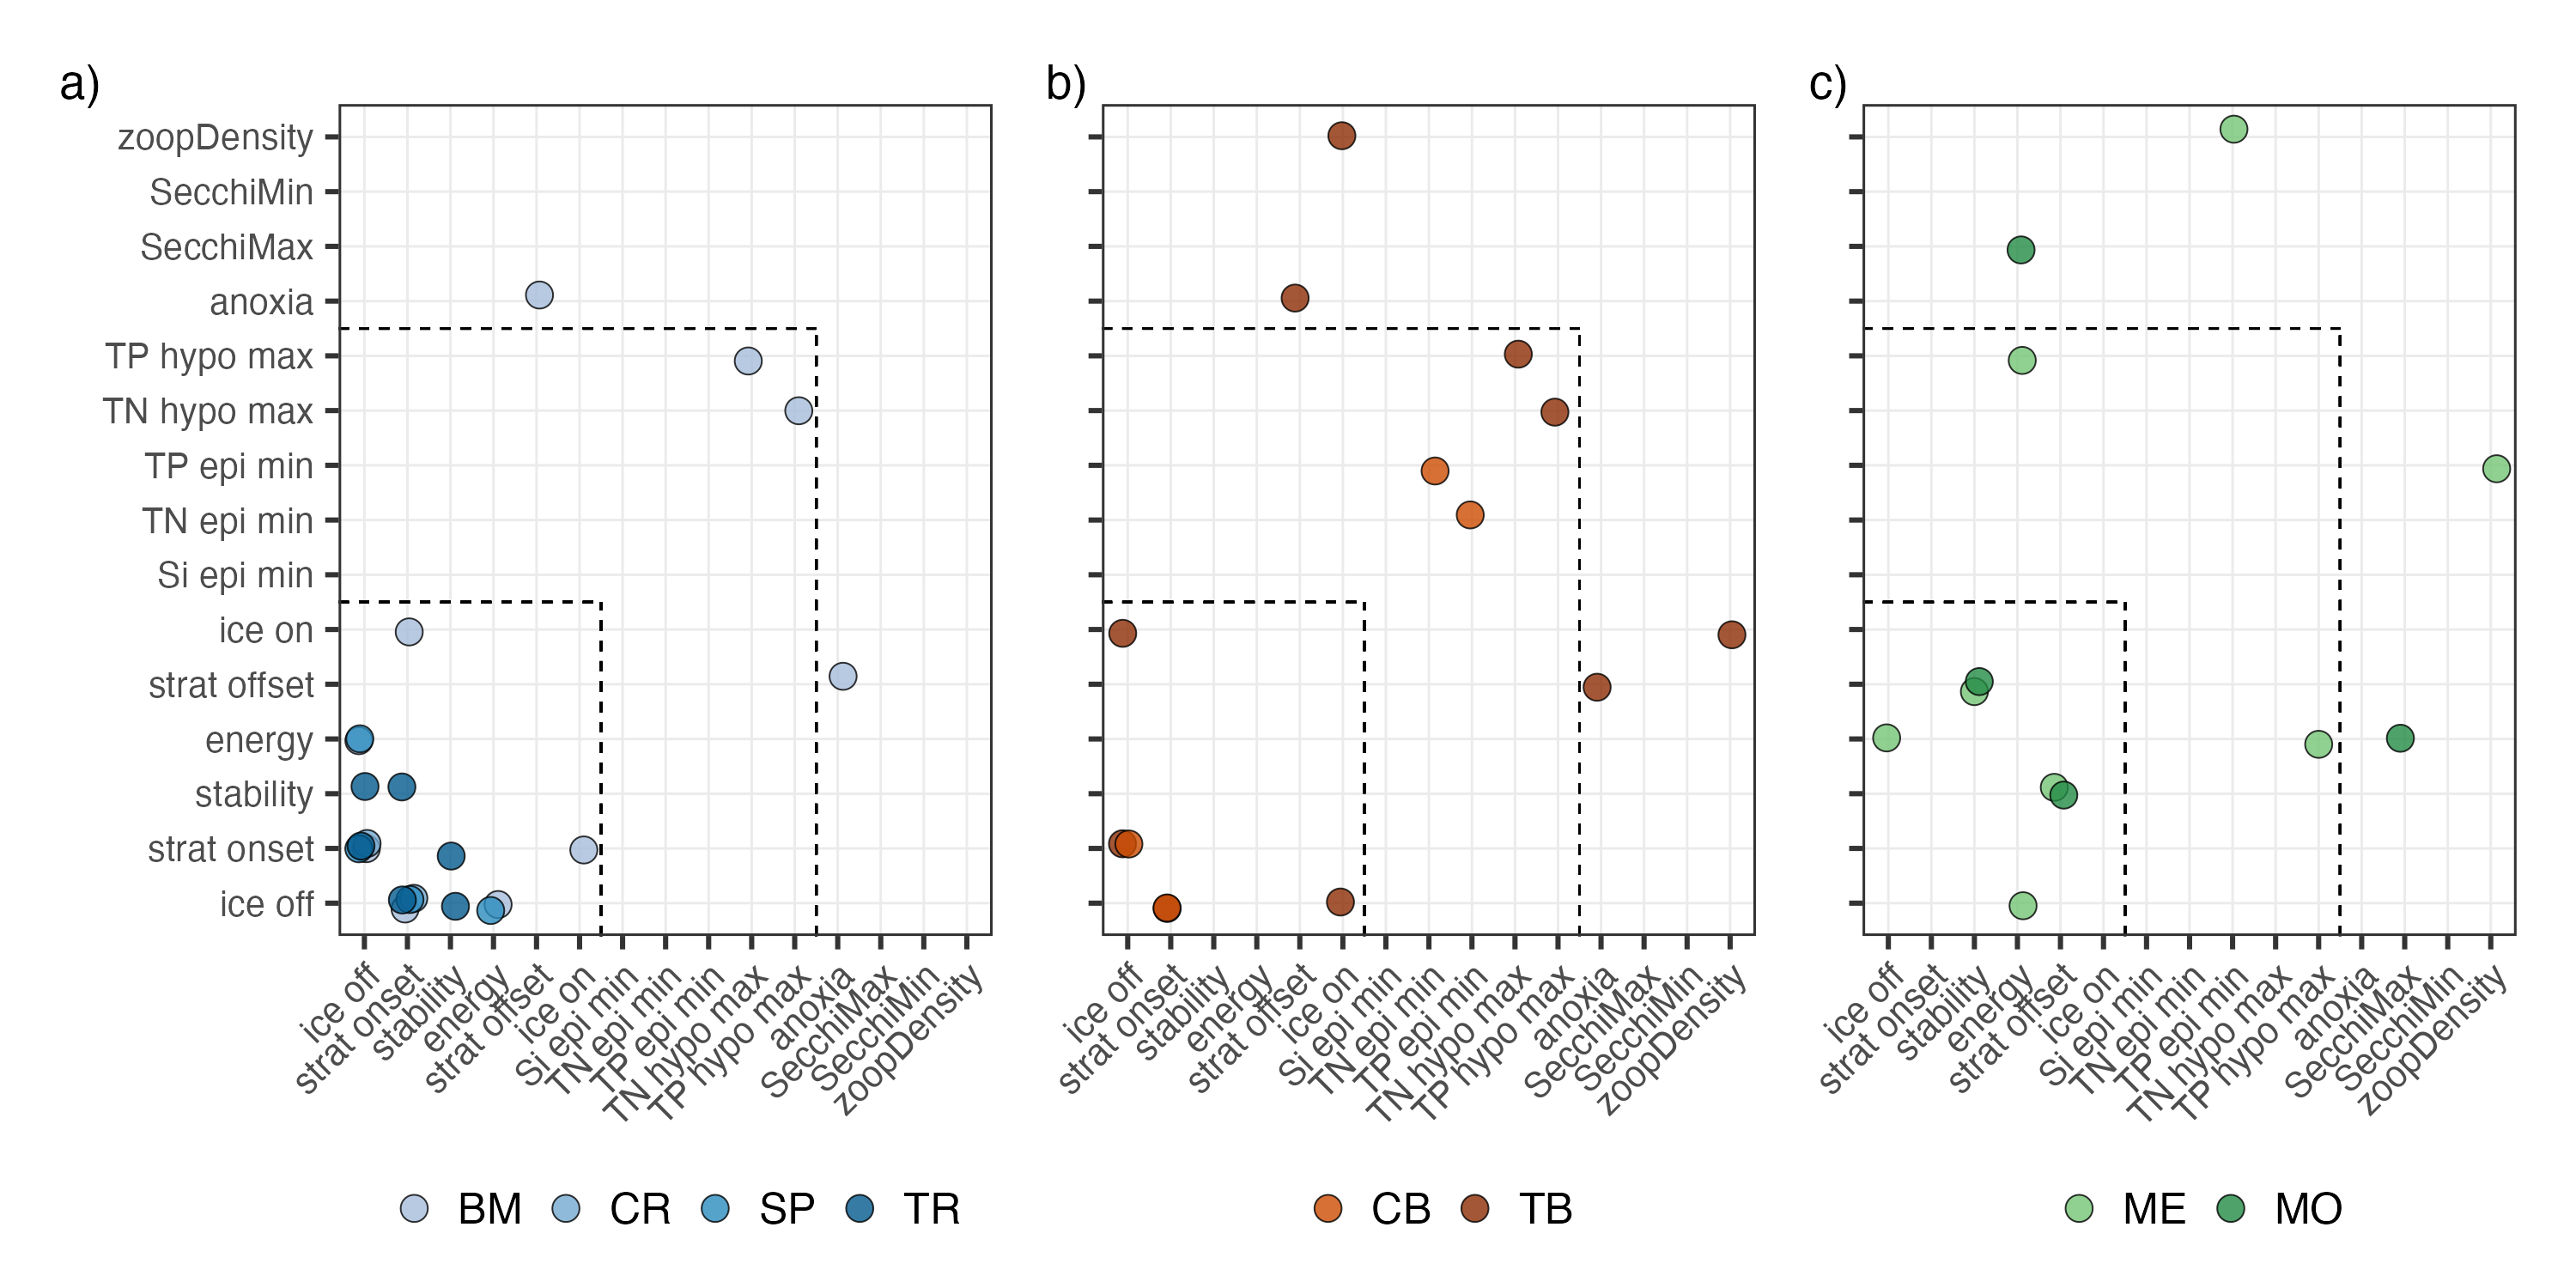 a)
b)
c)
zoopDensity
SecchiMin
SecchiMax
anoxia
TP hypo max
TN hypo max
TP epi min
TN epi min
Si epi min
ice on
strat offset
energy
stability
strat onset
ice off
ice off
strat onset
stability
energy
strat offset
ice on
Si epi min
TN epi min
TP epi min
TN hypo max
TP hypo max
anoxia
SecchiMax
SecchiMin
zoopDensity
ice off
strat onset
stability
energy
strat offset
ice on
Si epi min
TN epi min
TP epi min
TN hypo max
TP hypo max
anoxia
SecchiMax
SecchiMin
zoopDensity
ice off
strat onset
stability
energy
strat offset
ice on
Si epi min
TN epi min
TP epi min
TN hypo max
TP hypo max
anoxia
SecchiMax
SecchiMin
zoopDensity
BM CR SP TR
CB TB
ME MO